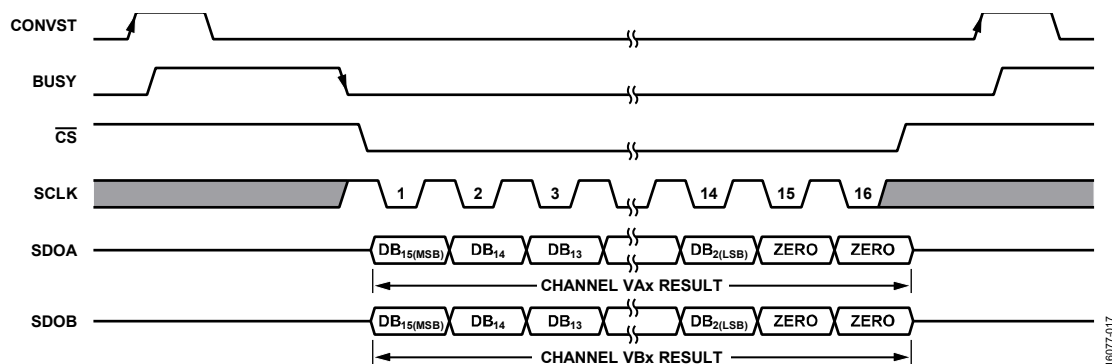 CONVST
BUSY
CS
SCLK 1 2 3 14 15 16
SDOA DB15(MSB) DB14 DB13 DB2(LSB) ZERO ZERO
CHANNEL VAx RESULT
SDOB DB15(MSB) DB14 DB13 DB2(LSB) ZERO ZERO
CHANNEL VBx RESULT
16077-017